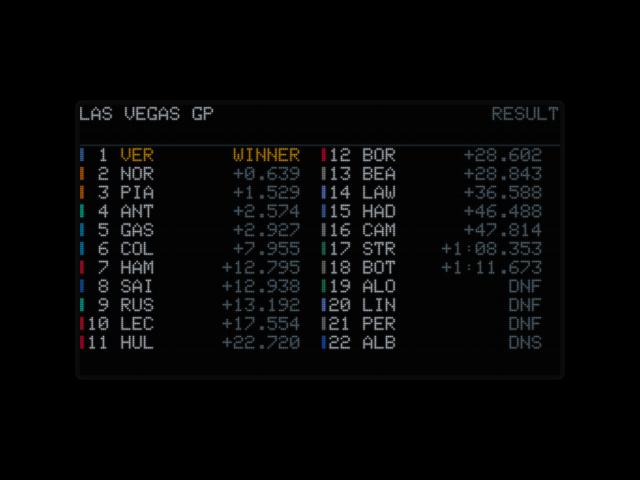 LAS VEGAS GP RESULT
1 VER WINNER 12 BOR +28.602
2 NOR +0.639 13 BEA +28.843
3 PIA +1.529 14 LAW +36.588
4 ANT +2.574 15 HAD +46.488
5 GAS +2.927 16 CAM +47.814
6 COL +7.955 17 STR +1:08.353
7 HAM +12.795 18 BOT +1:11.673
8 SAI +12.938 19 ALO DNF
9 RUS +13.192 20 LIN DNF
10 LEC +17.554 21 PER DNF
11 HUL +22.720 22 ALB DNS